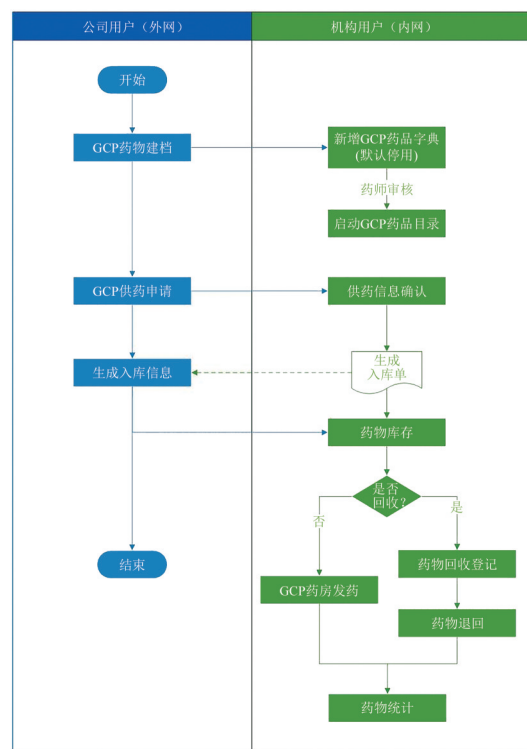 公司用户（外网）
机构用户（内网）
开始
GCP药物建档
新增GCP药品字典
(默认停用)
药师审核
启动GCP药品目录
GCP供药申请
供药信息确认
生成入库信息
生成
入库单
药物库存
是否
回收?
否
是
结束
药物回收登记
GCP药房发药
药物退回
药物统计